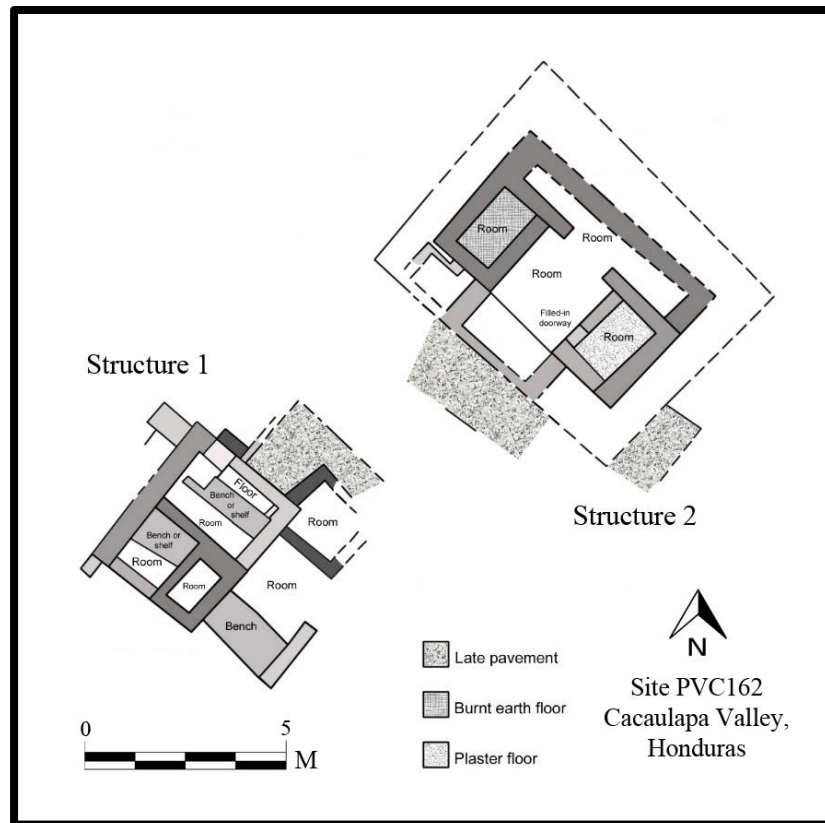 Room
Room
Room
Filled-in
doorway
Room
Structure 1
Structure 2
Floor
Bench
or
shelf
Room
Room
Bench or
shelf
Room
Room
Room
Bench
Late pavement
Burnt earth floor
Plaster floor
N
Site PVC162
Cacaulapa Valley,
Honduras
0 5
M